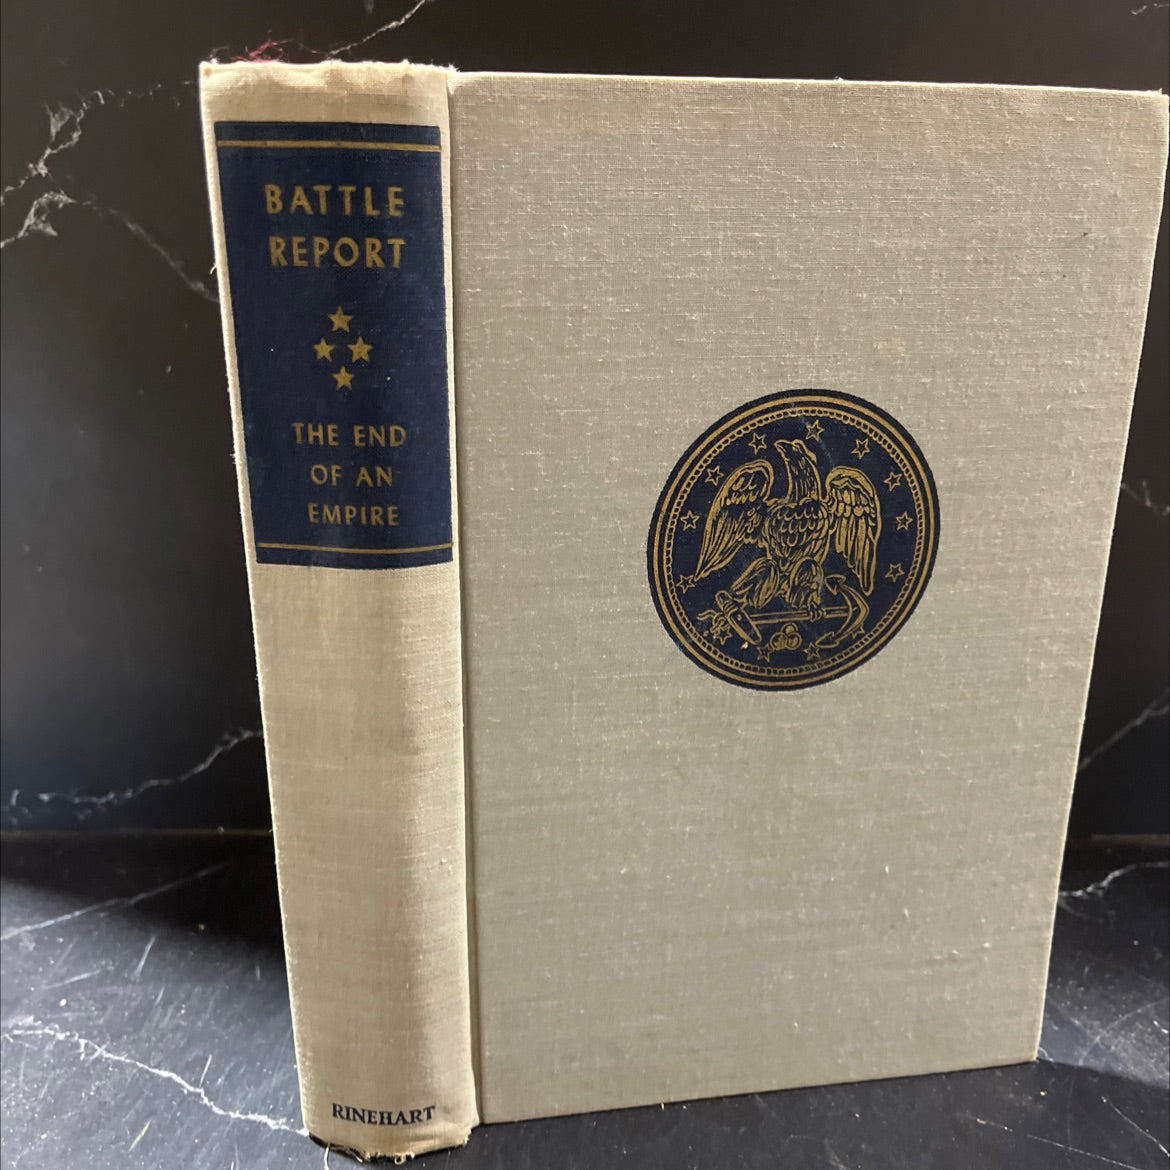 BATTLE
REPORT
THE END
OF AN
EMPIRE
RINEHART